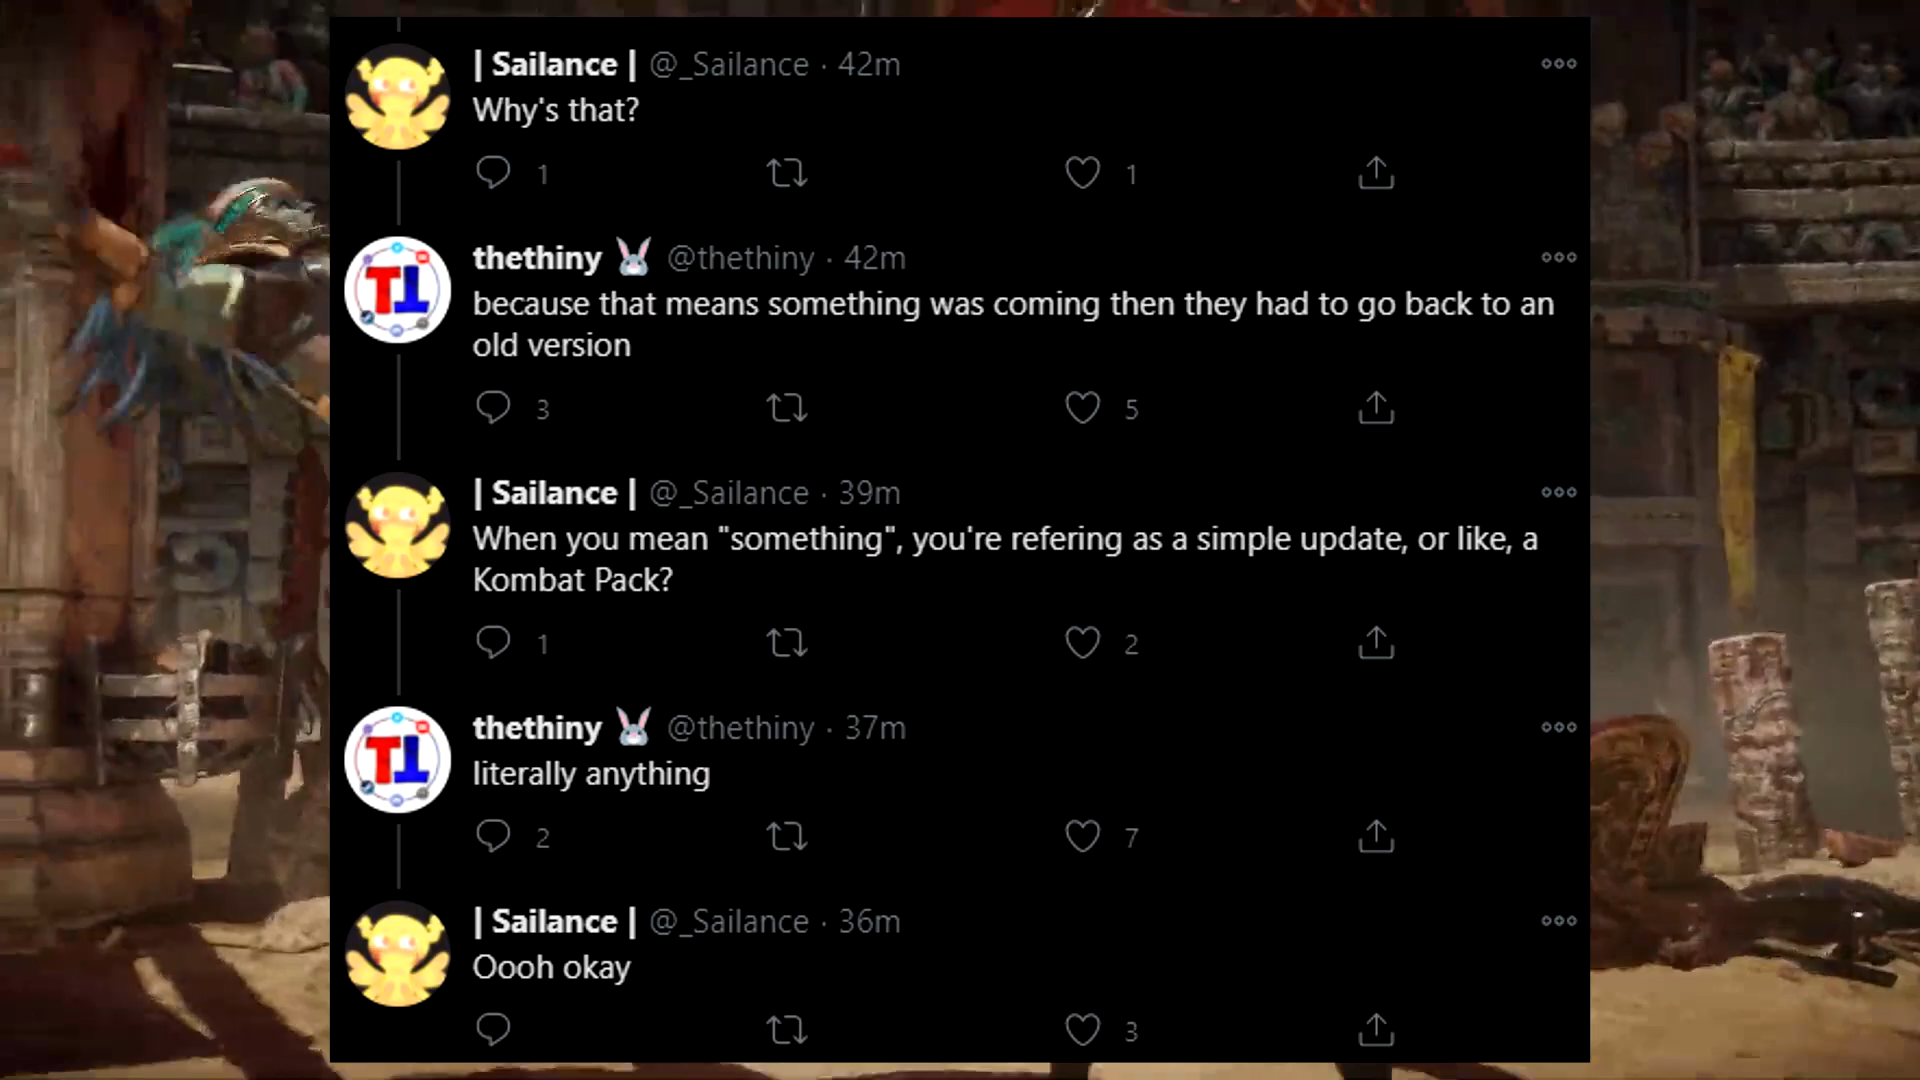 | Sailance | @_Sailance · 42m
Why's that?
1 1
thethiny 🐰 @thethiny · 42m
because that means something was coming then they had to go back to an
old version
3 5
| Sailance | @_Sailance · 39m
When you mean "something", you're refering as a simple update, or like, a
Kombat Pack?
1 2
thethiny 🐰 @thethiny · 37m
literally anything
2 7
| Sailance | @_Sailance · 36m
Oooh okay
3